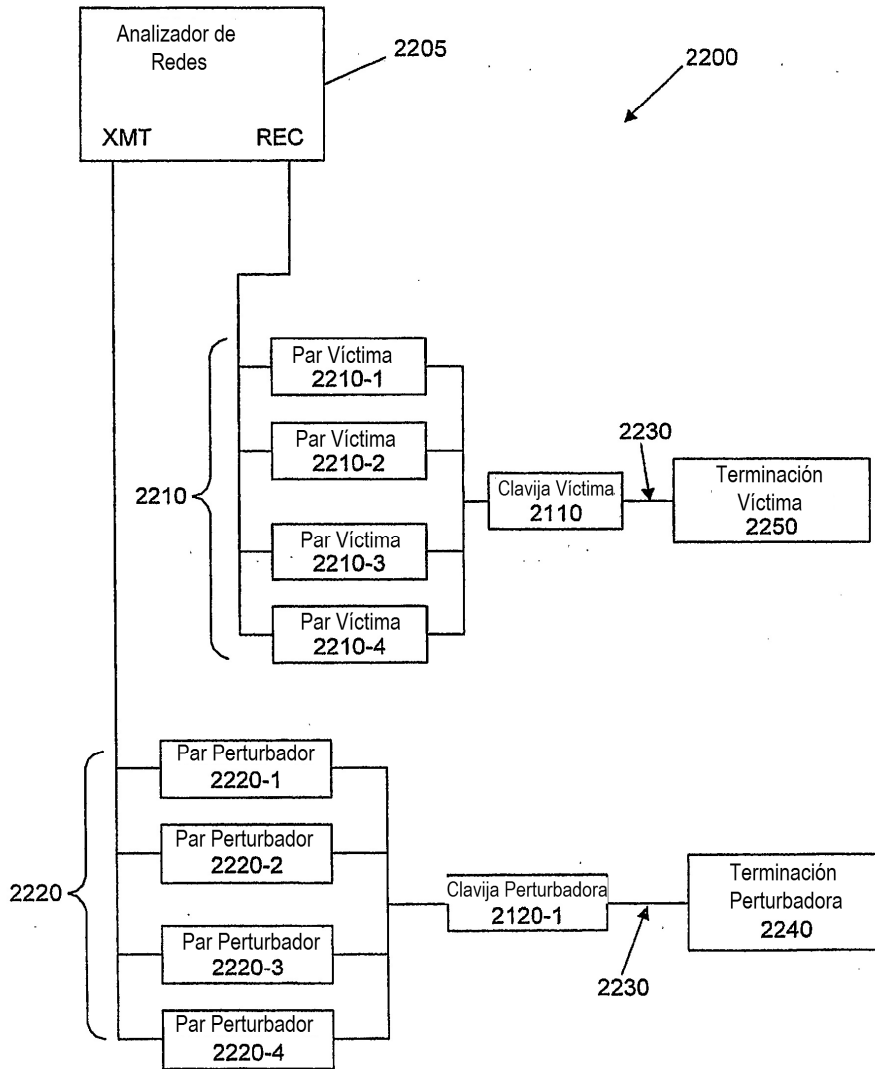 Analizador de
Redes
2205
2200
XMT REC
Par Víctima
2210-1
Par Víctima
2210-2
2230
2210
Clavija Víctima
2110
Terminación
Víctima
2250
Par Víctima
2210-3
Par Víctima
2210-4
Par Perturbador
2220-1
Par Perturbador
2220-2
2220
Clavija Perturbadora
2120-1
Terminación
Perturbadora
2240
Par Perturbador
2220-3
2230
Par Perturbador
2220-4